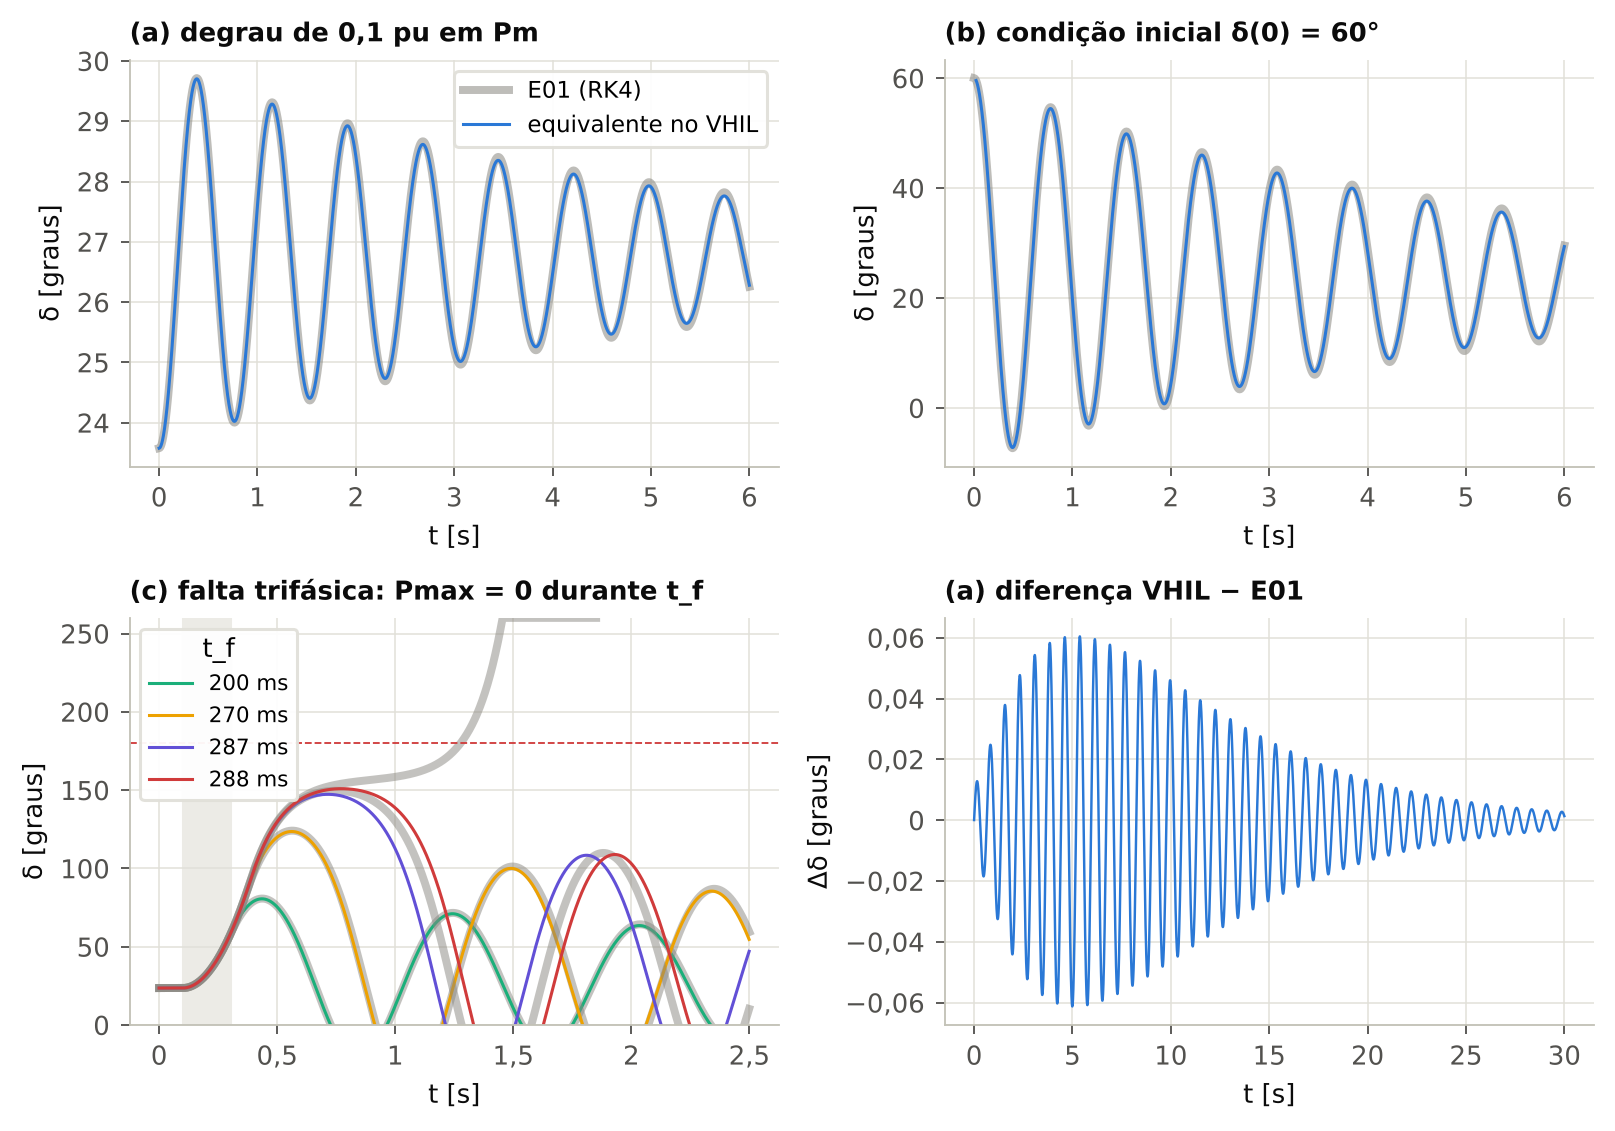 (a) degrau de 0,1 pu em Pm
30
29
28
27
26
25
24
δ [graus]
E01 (RK4)
equivalente no VHIL
0 1 2 3 4 5 6
t [s]
(b) condição inicial δ(0) = 60°
60
40
20
0
δ [graus]
0 1 2 3 4 5 6
t [s]
(c) falta trifásica: Pmax = 0 durante t_f
250
200
150
100
50
0
δ [graus]
t_f
200 ms
270 ms
287 ms
288 ms
0 0,5 1 1,5 2 2,5
t [s]
(a) diferença VHIL − E01
0,06
0,04
0,02
0
−0,02
−0,04
−0,06
Δδ [graus]
0 5 10 15 20 25 30
t [s]